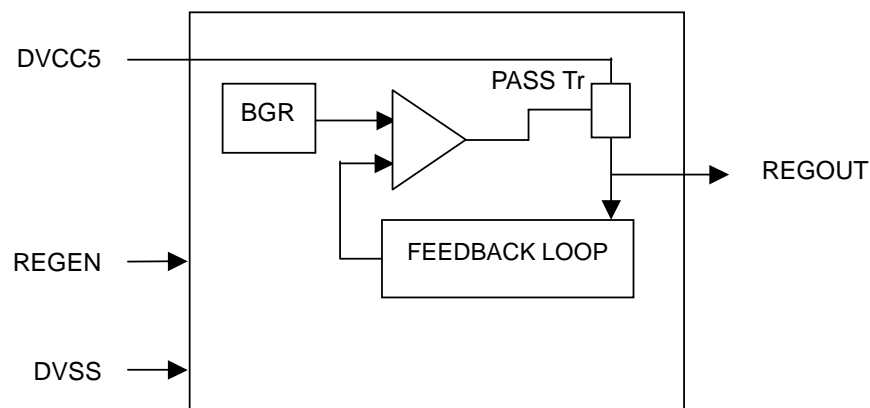 DVCC5
PASS Tr
BGR
REGOUT
FEEDBACK LOOP
REGEN
DVSS